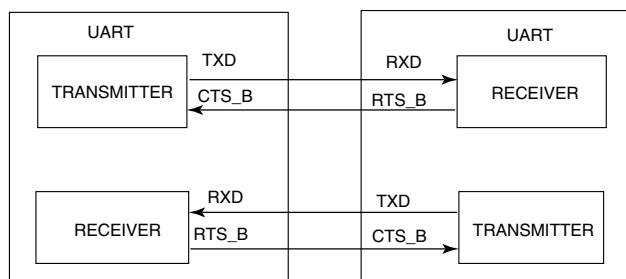 UART UART
TXD RXD
TRANSMITTER RECEIVER
CTS_B RTS_B
RXD TXD
RECEIVER TRANSMITTER
RTS_B CTS_B